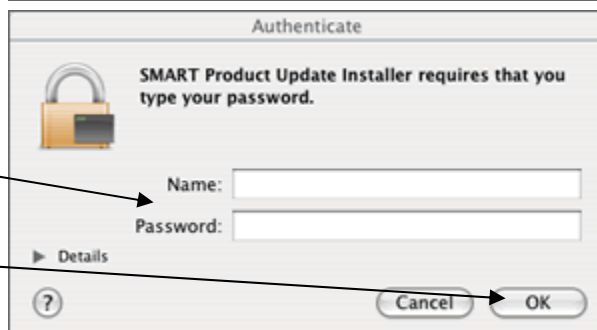 Authenticate
SMART Product Update Installer requires that you
type your password.
Name:
Password:
Details
?
Cancel
OK